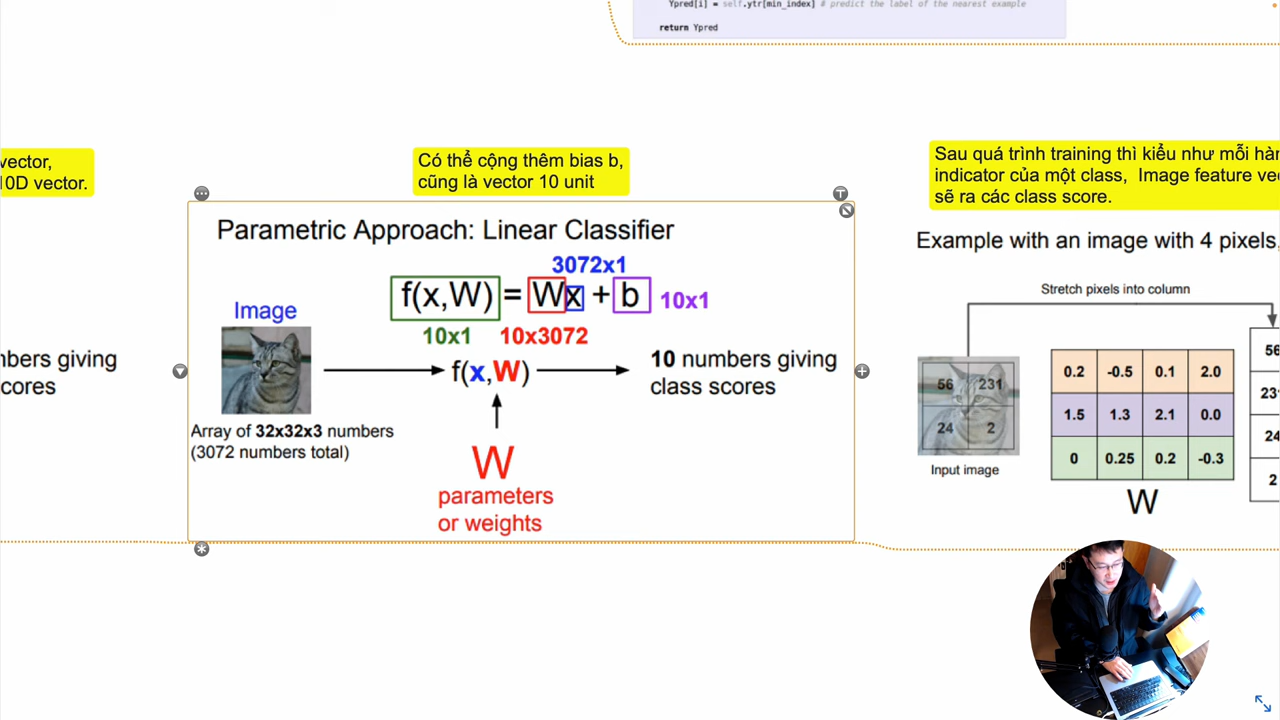 Ypred[i] = self.ytr[min_index] # predict the label of the nearest example
return Ypred
vector,
10D vector.
Có thể cộng thêm bias b,
cũng là vector 10 unit
Sau quá trình training thì kiểu như mỗi hàn
indicator của một class, Image feature vec
sẽ ra các class score.
Parametric Approach: Linear Classifier
3072x1
f(x,W) = Wx + b
10x1
10x1
10x3072
Image
f(x,W)
10 numbers giving
class scores
Array of 32x32x3 numbers
(3072 numbers total)
W
parameters
or weights
mbers giving
cores
Example with an image with 4 pixels,
Stretch pixels into column
56 231
24 2
Input image
0.2 -0.5 0.1 2.0
1.5 1.3 2.1 0.0
0 0.25 0.2 -0.3
W
56
231
24
2